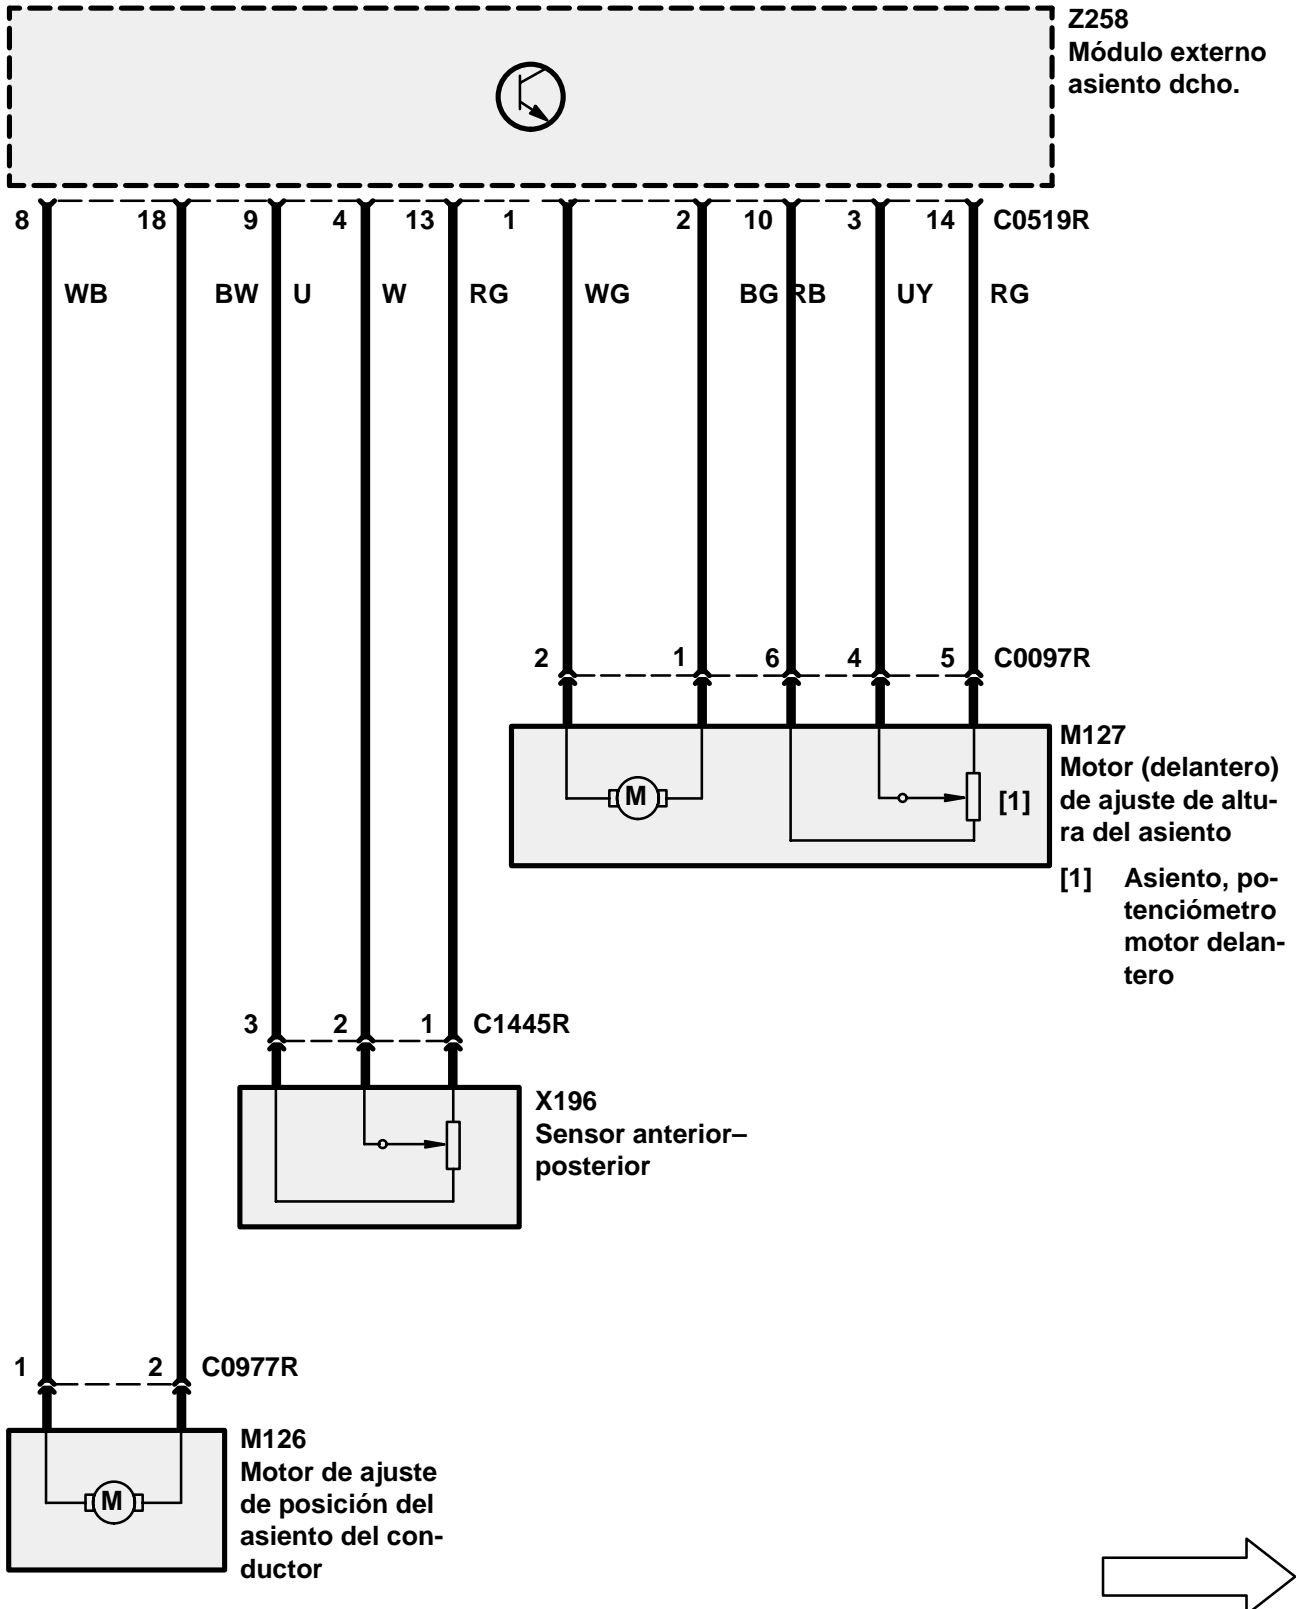 Z258
Módulo externo
asiento dcho.
8 18 9 4 13 1 2 10 3 14 C0519R
WB BW U W RG WG BG RB UY RG
2 1 6 4 5 C0097R
M127
Motor (delantero)
de ajuste de altu-
ra del asiento
M [1]
[1] Asiento, po-
tenciómetro
motor delan-
tero
3 2 1 C1445R
X196
Sensor anterior–
posterior
1 2 C0977R
M126
Motor de ajuste
de posición del
asiento del con-
ductor
M